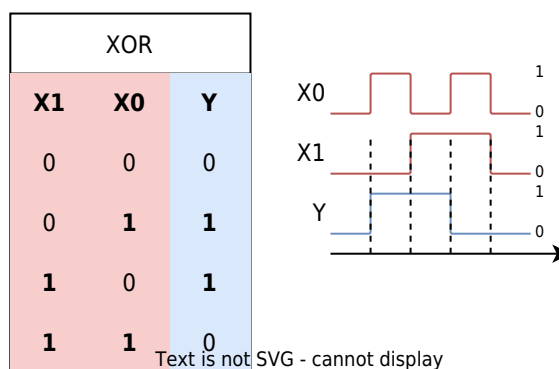 XOR
X1 X0 Y
0 0 0
0 1 1
1 0 1
1 1 0
X0 1 0
X1 1 0
Y 1 0
Text is not SVG - cannot display